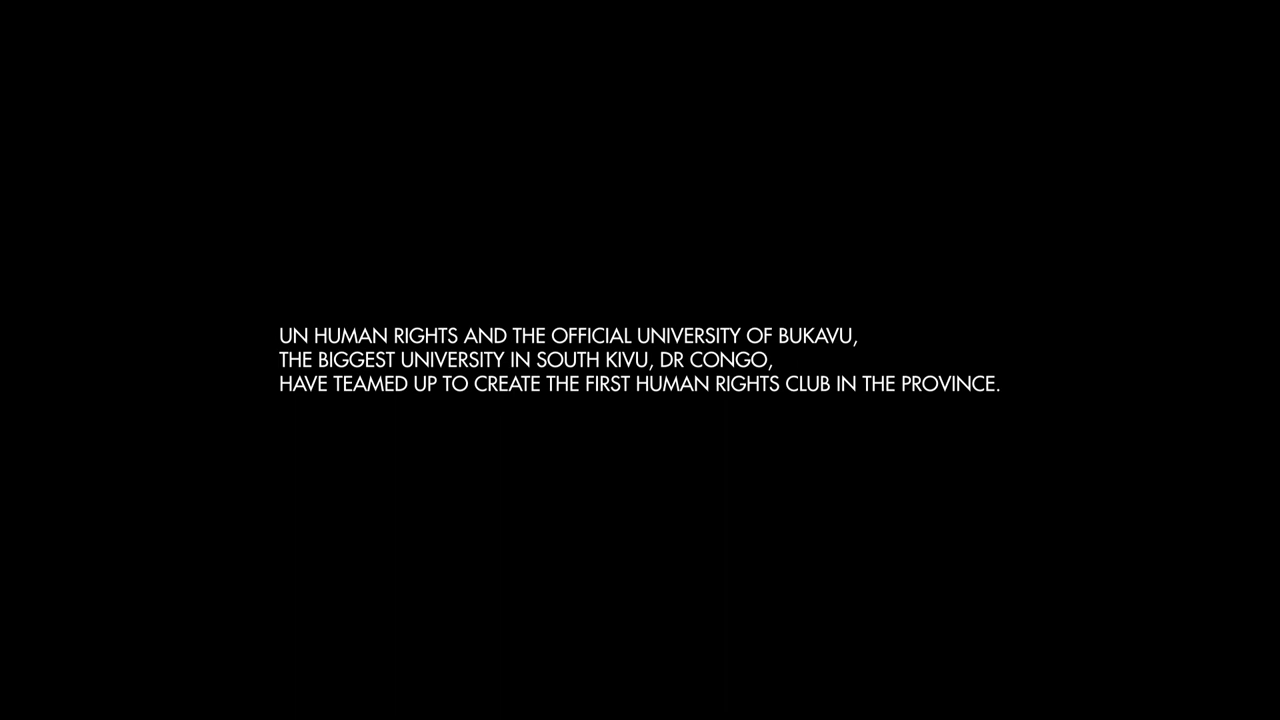 UN HUMAN RIGHTS AND THE OFFICIAL UNIVERSITY OF BUKAVU,
THE BIGGEST UNIVERSITY IN SOUTH KIVU, DR CONGO,
HAVE TEAMED UP TO CREATE THE FIRST HUMAN RIGHTS CLUB IN THE PROVINCE.